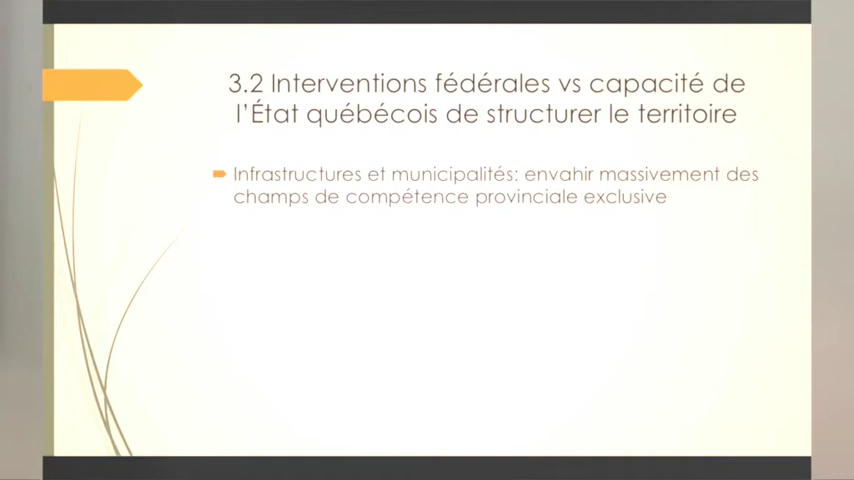 3.2 Interventions fédérales vs capacité de
l'État québécois de structurer le territoire
Infrastructures et municipalités: envahir massivement des
champs de compétence provinciale exclusive